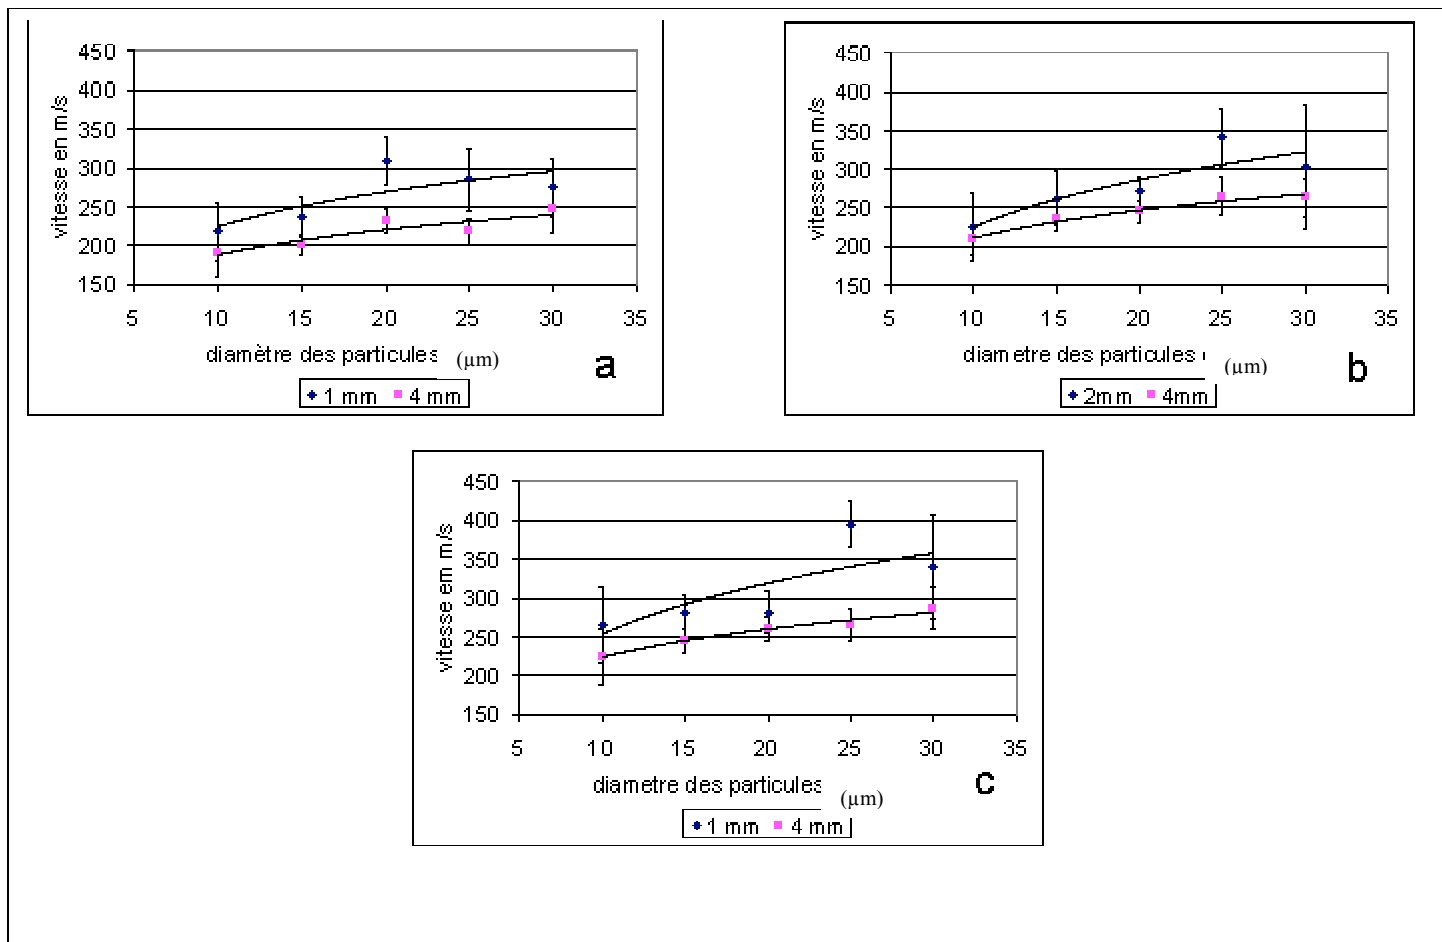 450
400
350
300
250
200
150
vitesse en m/s
5 10 15 20 25 30 35
diamètre des particules (µm)
a
1 mm 4 mm
450
400
350
300
250
200
150
vitesse en m/s
5 10 15 20 25 30 35
diametre des particules (µm)
b
2mm 4mm
450
400
350
300
250
200
150
vitesse em m/s
5 10 15 20 25 30 35
diametre des particules (µm)
c
1 mm 4 mm